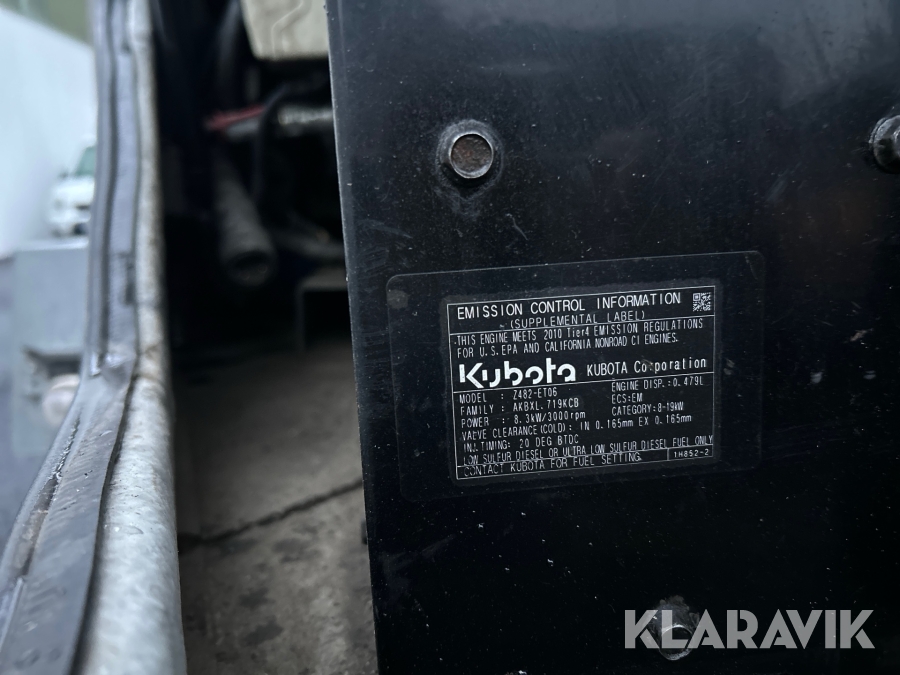 EMISSION CONTROL INFORMATION
(SUPPLEMENTAL LABEL)
THIS ENGINE MEETS 2010 Tier4 EMISSION REGULATIONS
FOR U.S. EPA AND CALIFORNIA NONROAD CI ENGINES.
Kubota KUBOTA Corporation
MODEL : Z482-ET06 ENGINE DISP.:0.479L
FAMILY : AKBXL.719KCB ECS:EM
POWER : 8.3kW/3000rpm CATEGORY:8-19kW
VALVE CLEARANCE(COLD): IN 0.165mm EX 0.165mm
INJ.TIMING: 20 DEG BTDC
LOW SULFUR DIESEL OR ULTRA LOW SULFUR DIESEL FUEL ONLY
CONTACT KUBOTA FOR FUEL SETTING. 1H852-2
KLARAVIK